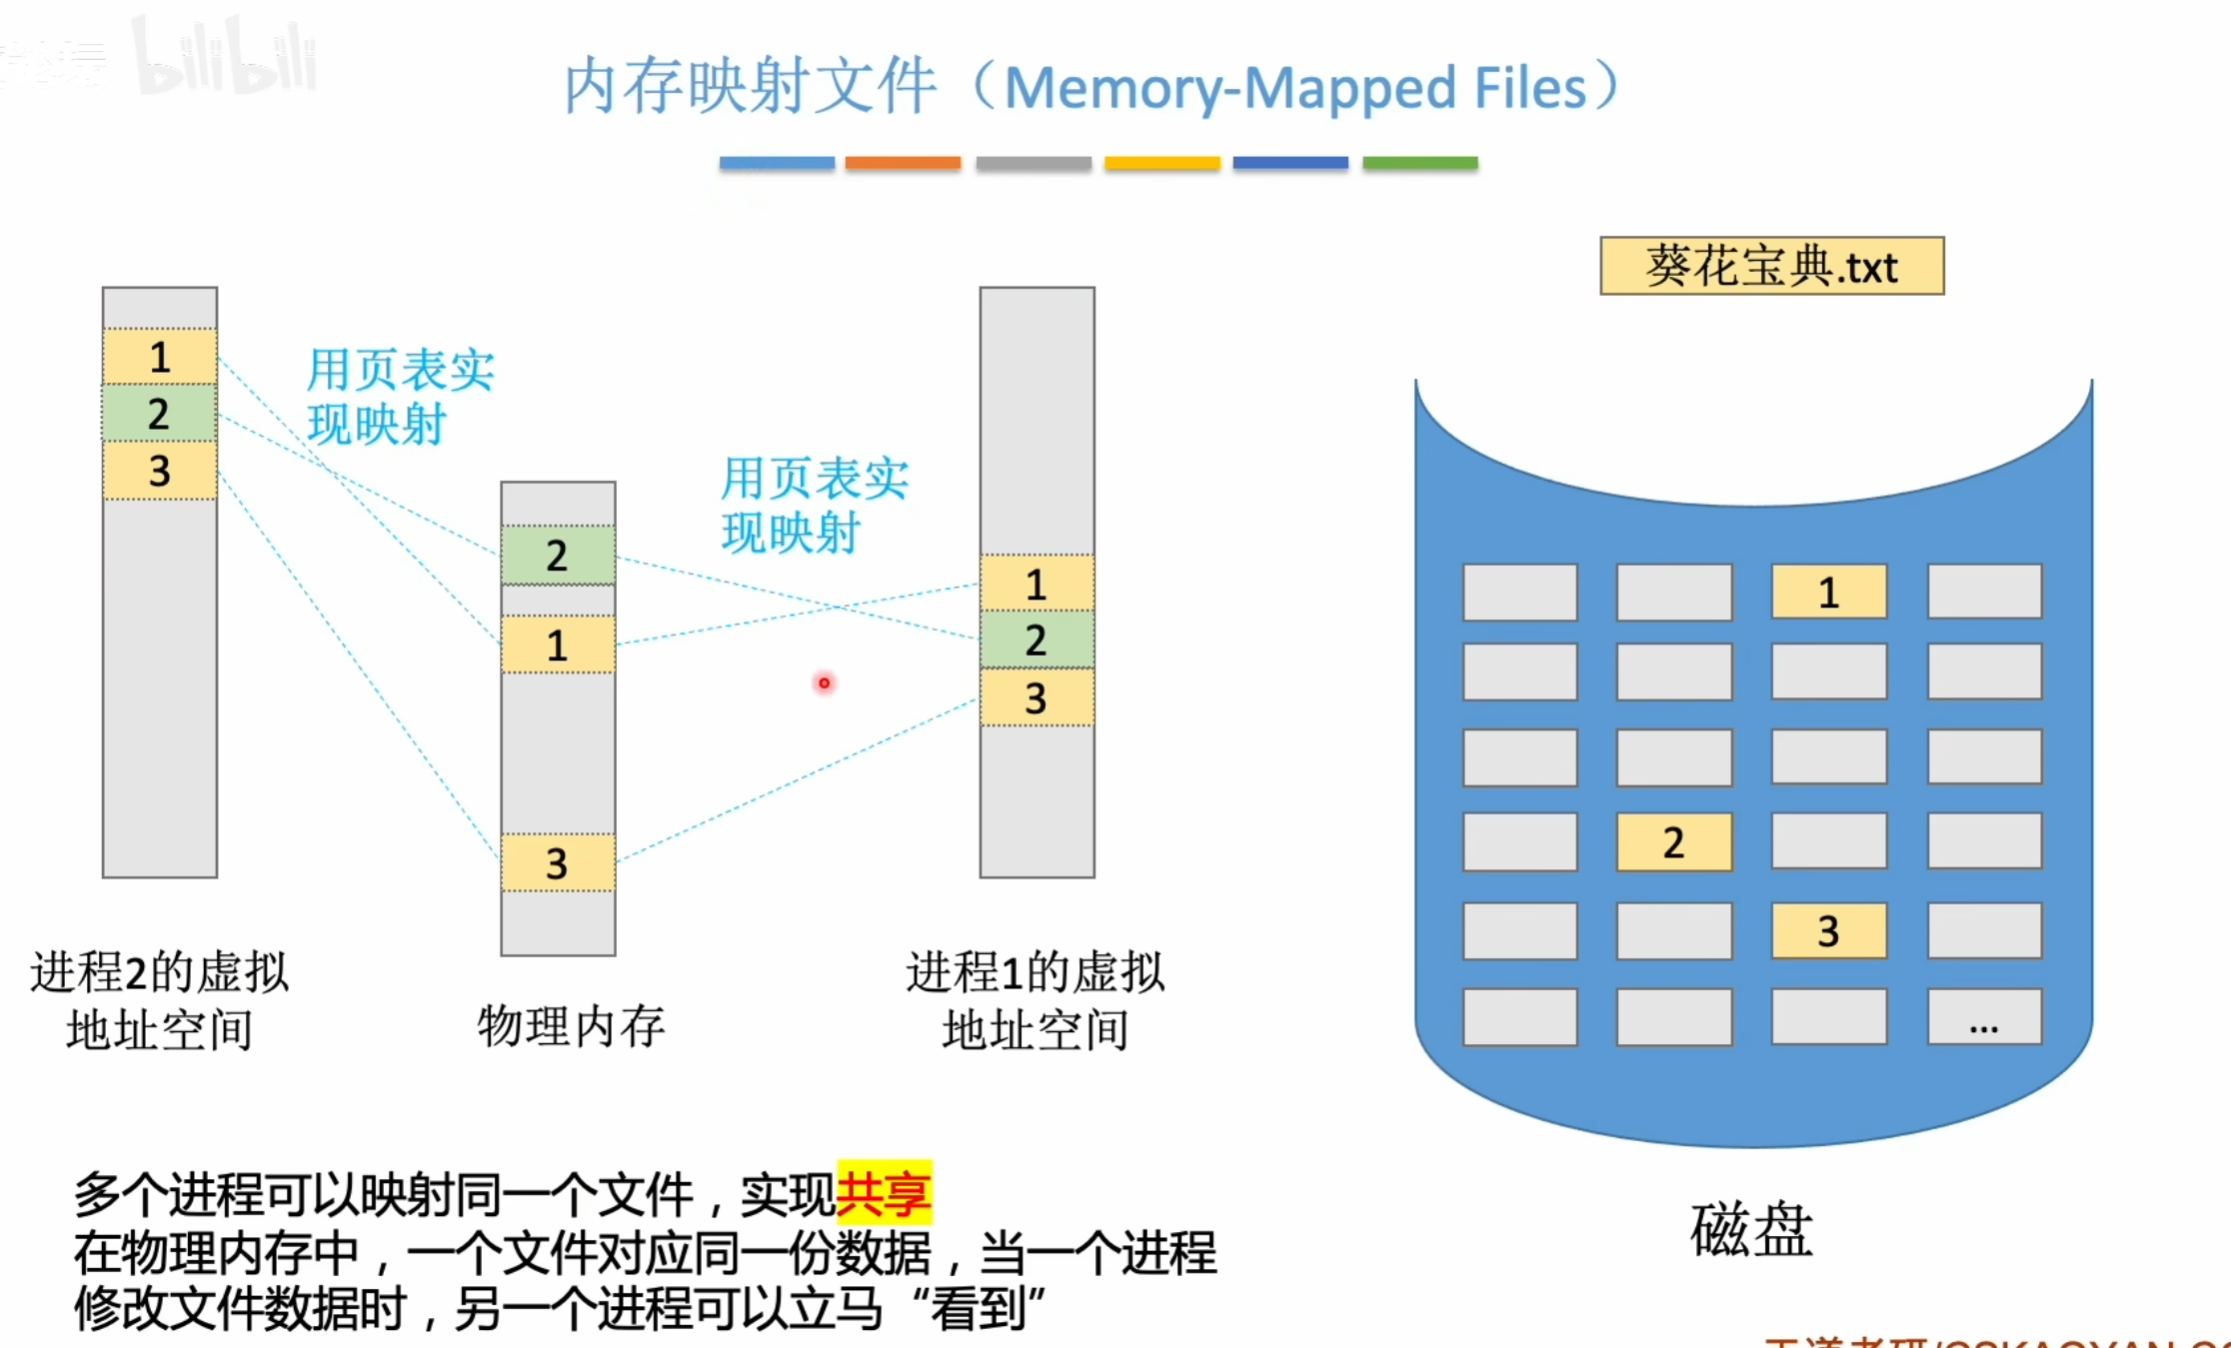 bilibili
内存映射文件（Memory-Mapped Files）
葵花宝典.txt
1
2
3
用页表实
现映射
2
1
3
用页表实
现映射
1
2
3
1
2
3
...
进程2的虚拟
地址空间
物理内存
进程1的虚拟
地址空间
磁盘
多个进程可以映射同一个文件，实现共享
在物理内存中，一个文件对应同一份数据，当一个进程
修改文件数据时，另一个进程可以立马“看到”